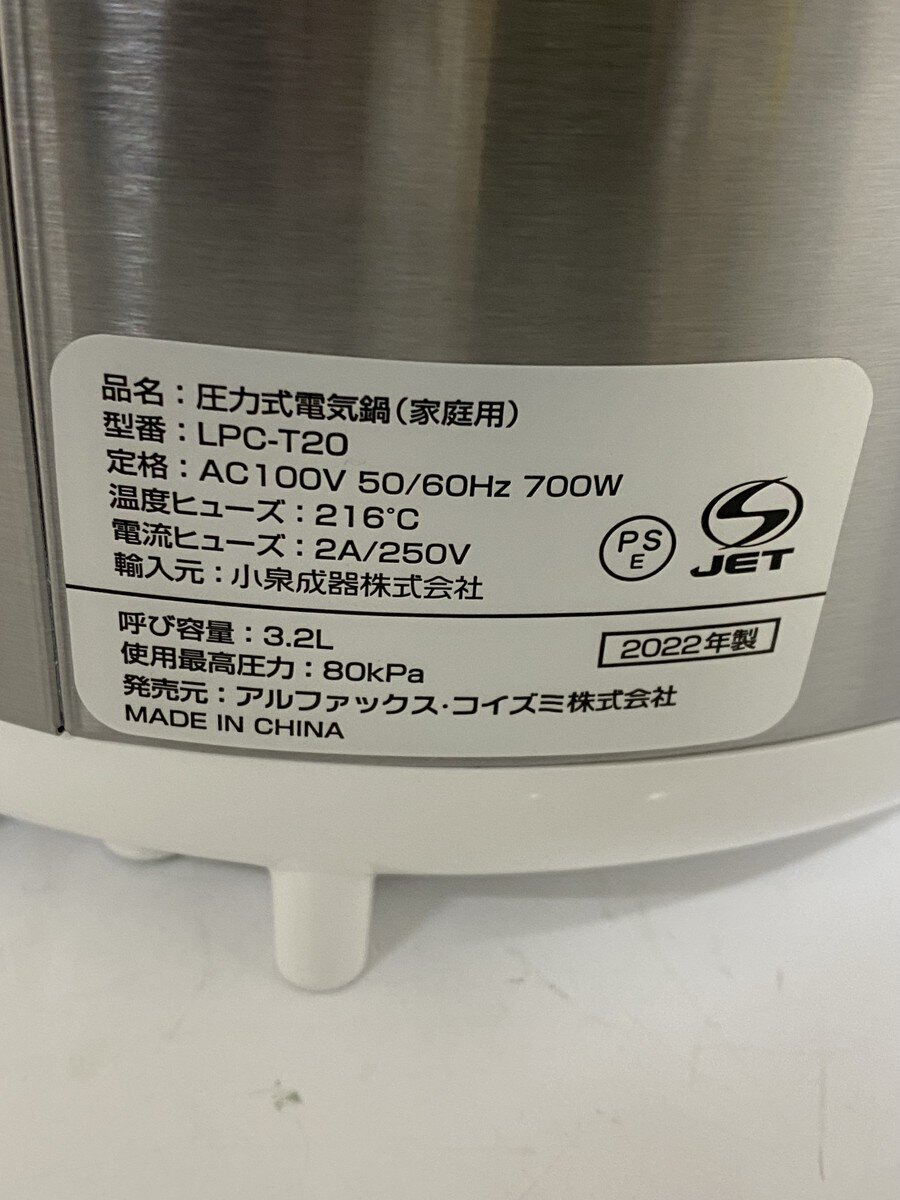 品名：圧力式電気鍋（家庭用）
型番：LPC-T20
定格：AC100V 50/60Hz 700W
温度ヒューズ：216℃
電流ヒューズ：2A/250V
輸入元：小泉成器株式会社
PS
E
S
JET
呼び容量：3.2L
2022年製
使用最高圧力：80kPa
発売元：アルファックス・コイズミ株式会社
MADE IN CHINA